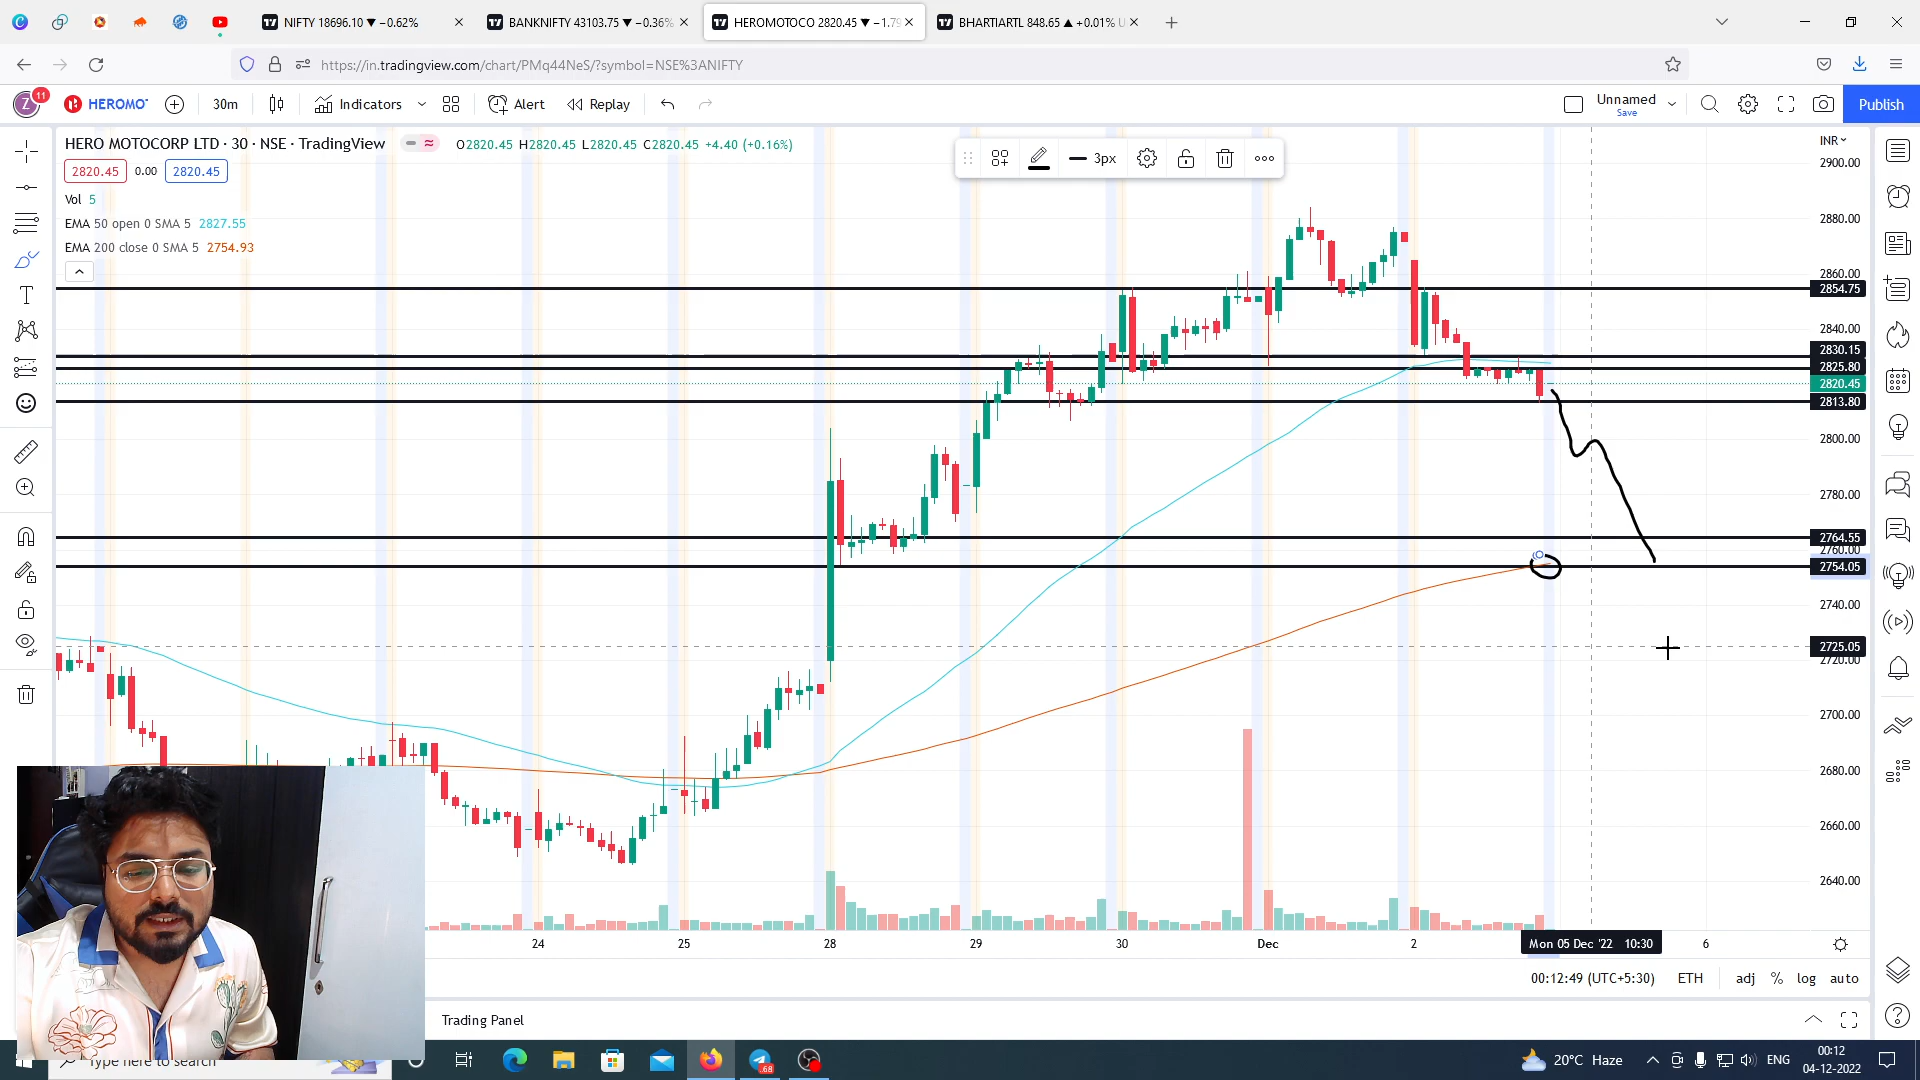 NIFTY 18696.10 ▼ −0.62%
BANKNIFTY 43103.75 ▼ −0.36%
HEROMOTOCO 2820.45 ▼ −1.79
BHARTIARTL 848.65 ▲ +0.01% U
https://in.tradingview.com/chart/PMq44NeS/?symbol=NSE%3ANIFTY
Z
11
HEROMO
30m
Indicators
Alert
Replay
Unnamed
Save
Publish
HERO MOTOCORP LTD · 30 · NSE · TradingView
O2820.45 H2820.45 L2820.45 C2820.45 +4.40 (+0.16%)
3px
INR
2820.45
0.00
2820.45
Vol 5
EMA 50 open 0 SMA 5 2827.55
EMA 200 close 0 SMA 5 2754.93
2900.00
2880.00
2860.00
2854.75
2840.00
2830.15
2825.80
2820.45
2813.80
2800.00
2780.00
2764.55
2760.00
2754.05
2740.00
2725.05
2720.00
2700.00
2680.00
2660.00
2640.00
24
25
28
29
30
Dec
2
Mon 05 Dec '22 10:30
6
00:12:49 (UTC+5:30)
ETH
adj
%
log
auto
Trading Panel
Type here to search
.68
20°C Haze
ENG
00:12
04-12-2022